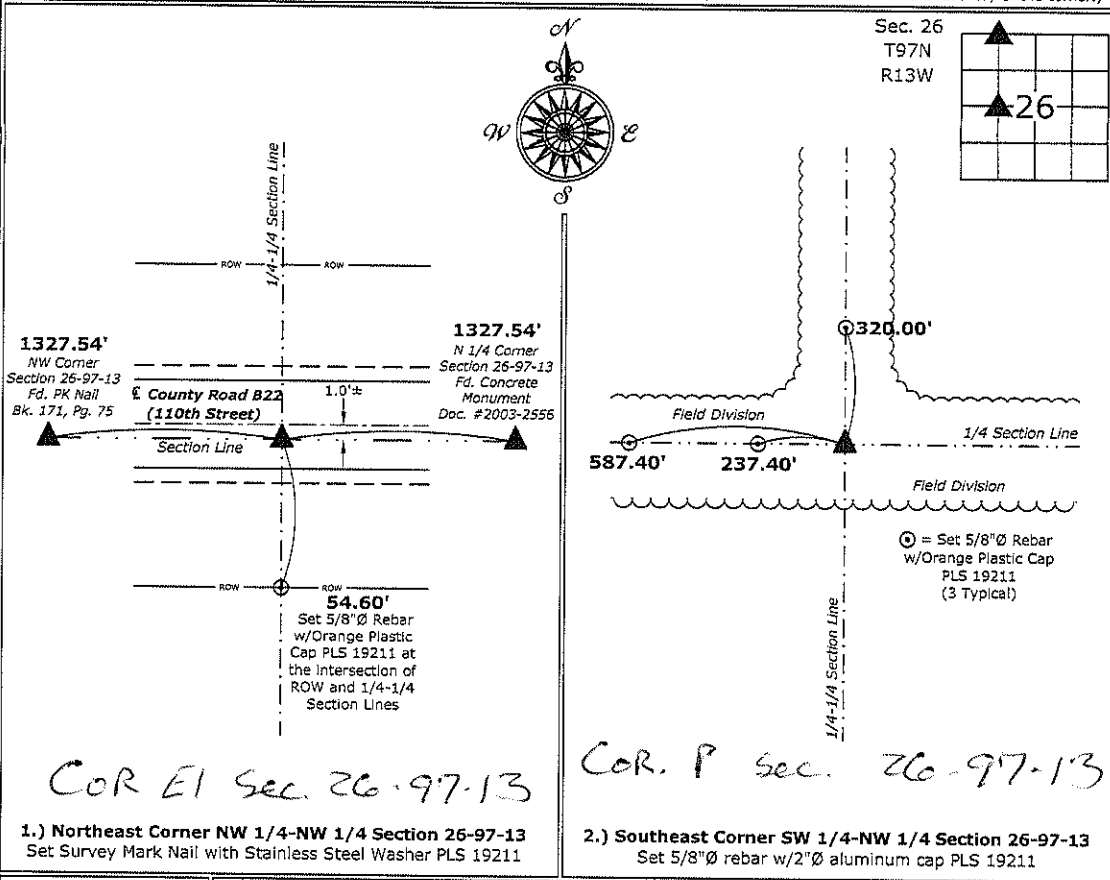 N
W
E
S
Sec. 26
T97N
R13W
26
1/4-1/4 Section Line
ROW
ROW
1327.54'
NW Corner
Section 26-97-13
Fd. PK Nail
Bk. 171, Pg. 75
1327.54'
N 1/4 Corner
Section 26-97-13
Fd. Concrete
Monument
Doc. #2003-2556
℄ County Road B22
(110th Street)
1.0'±
Section Line
ROW
ROW
54.60'
Set 5/8"Ø Rebar
w/Orange Plastic
Cap PLS 19211 at
the intersection of
ROW and 1/4-1/4
Section Lines
COR E1 Sec. 26-97-13
1.) Northeast Corner NW 1/4-NW 1/4 Section 26-97-13
Set Survey Mark Nail with Stainless Steel Washer PLS 19211
320.00'
Field Division
1/4 Section Line
587.40'
237.40'
Field Division
= Set 5/8"Ø Rebar
w/Orange Plastic Cap
PLS 19211
(3 Typical)
1/4-1/4 Section Line
COR. P Sec. 26-97-13
2.) Southeast Corner SW 1/4-NW 1/4 Section 26-97-13
Set 5/8"Ø rebar w/2"Ø aluminum cap PLS 19211